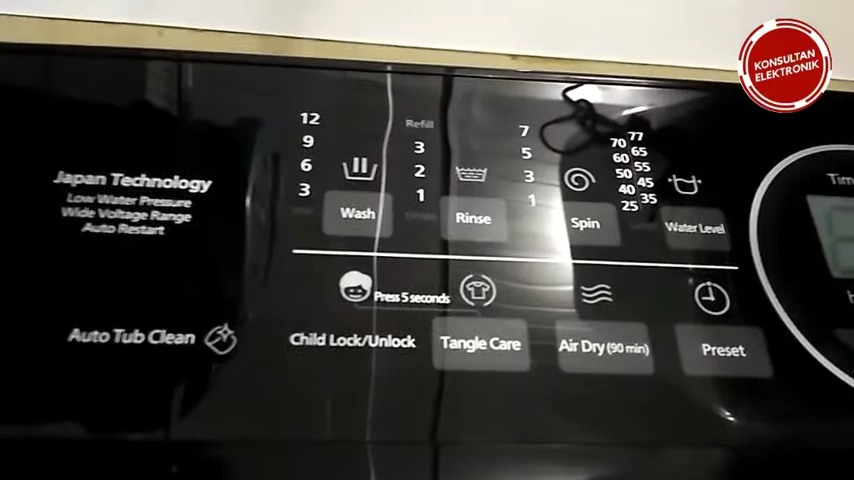 KONSULTAN
ELEKTRONIK
Japan Technology
Low Water Pressure
Wide Voltage Range
Auto Restart
Auto Tub Clean
12
9
6
3
Wash
Refill
3
2
1
Rinse
7
5
3
1
Spin
77
70 65
60 55
50 45
40 35
25
Water Level
Press 5 seconds
Child Lock/Unlock
Tangle Care
Air Dry (90 min)
Preset